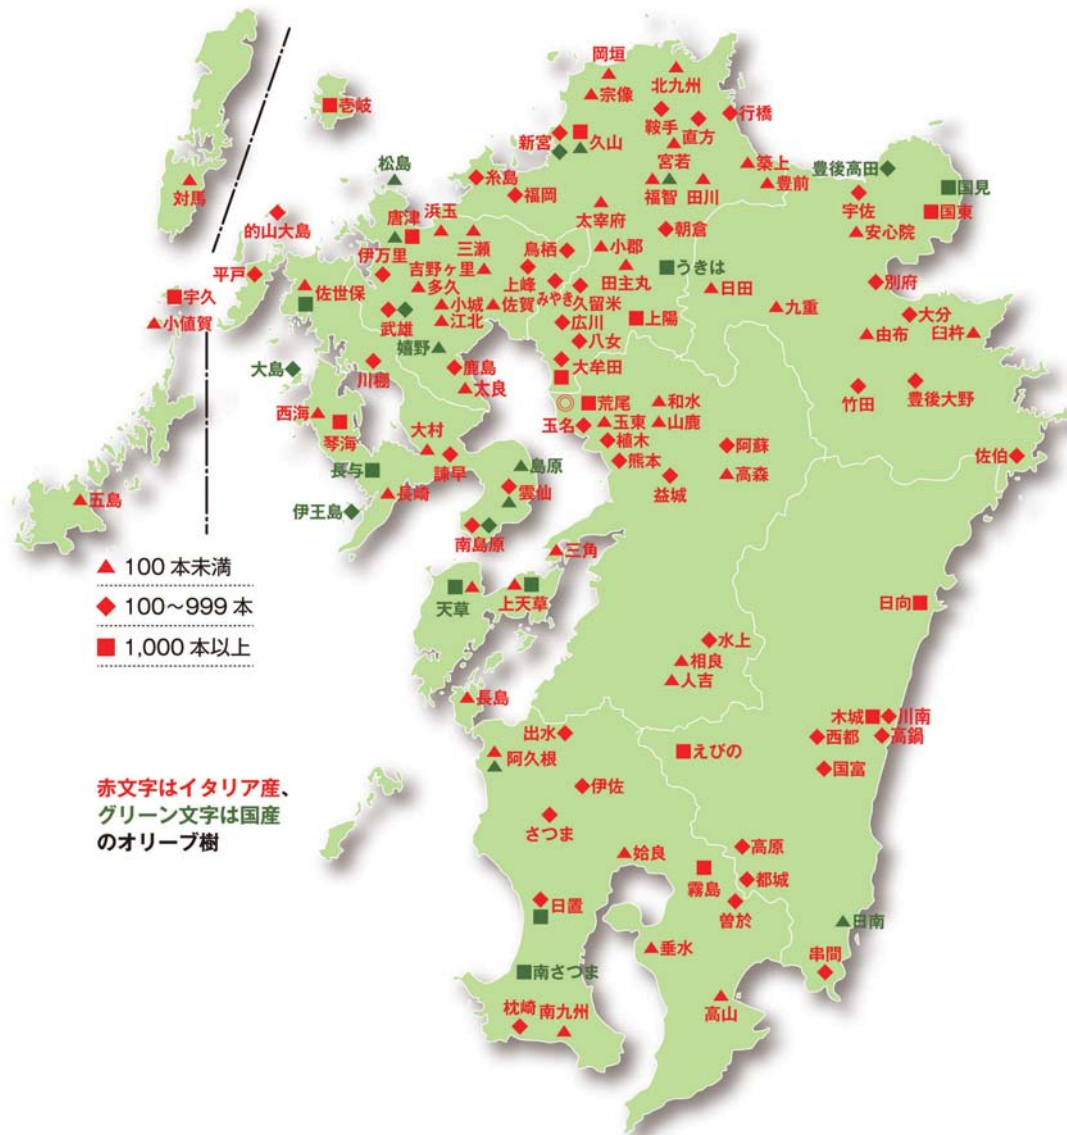 岡垣
北九州
宗像
壱岐
鞍手
行橋
直方
新宮
久山
宮若
築上
豊後高田
松島
糸島
福智
田川
豊前
国見
対馬
福岡
宇佐
国東
的山大島
唐津
浜玉
太宰府
朝倉
安心院
三瀬
鳥栖
小郡
伊万里
平戸
吉野ヶ里
上峰
田主丸
うきは
別府
宇久
佐世保
多久
みやき
久留米
日田
小値賀
小城
佐賀
九重
大分
武雄
江北
広川
上陽
由布
臼杵
嬉野
八女
大島
川棚
鹿島
大牟田
太良
竹田
豊後大野
西海
荒尾
和水
琴海
玉名
玉東
山鹿
大村
植木
阿蘇
諫早
熊本
佐伯
長与
島原
益城
高森
五島
長崎
雲仙
伊王島
南島原
三角
100 本未満
天草
上天草
100～999 本
日向
1,000 本以上
水上
相良
人吉
長島
木城
川南
出水
西都
高鍋
阿久根
えびの
国富
赤文字はイタリア産、
グリーン文字は国産
のオリーブ樹
伊佐
さつま
姶良
高原
霧島
都城
日置
曽於
日南
垂水
串間
南さつま
枕崎
南九州
高山